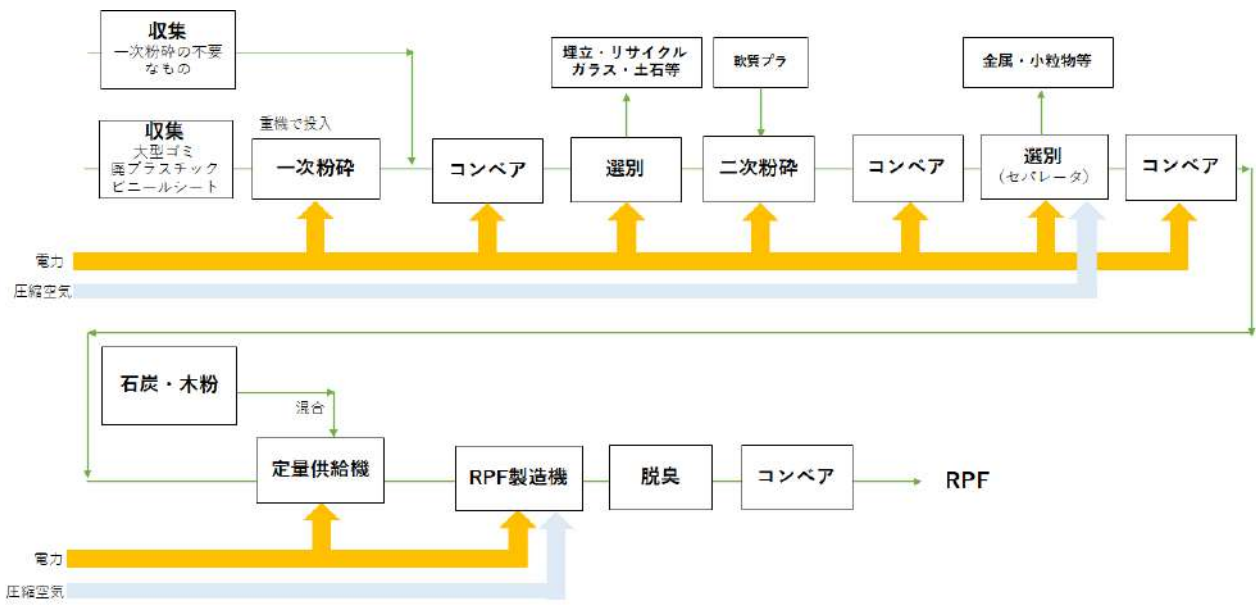 収集
一次粉砕の不要
なもの
埋立・リサイクル
ガラス・土石等
軟質プラ
金属・小粒物等
収集
大型ゴミ
廃プラスチック
ビニールシート
重機で投入
一次粉砕
コンベア
選別
二次粉砕
コンベア
選別
(セパレータ)
コンベア
電力
圧縮空気
石炭・木粉
混合
定量供給機
RPF製造機
脱臭
コンベア
RPF
電力
圧縮空気